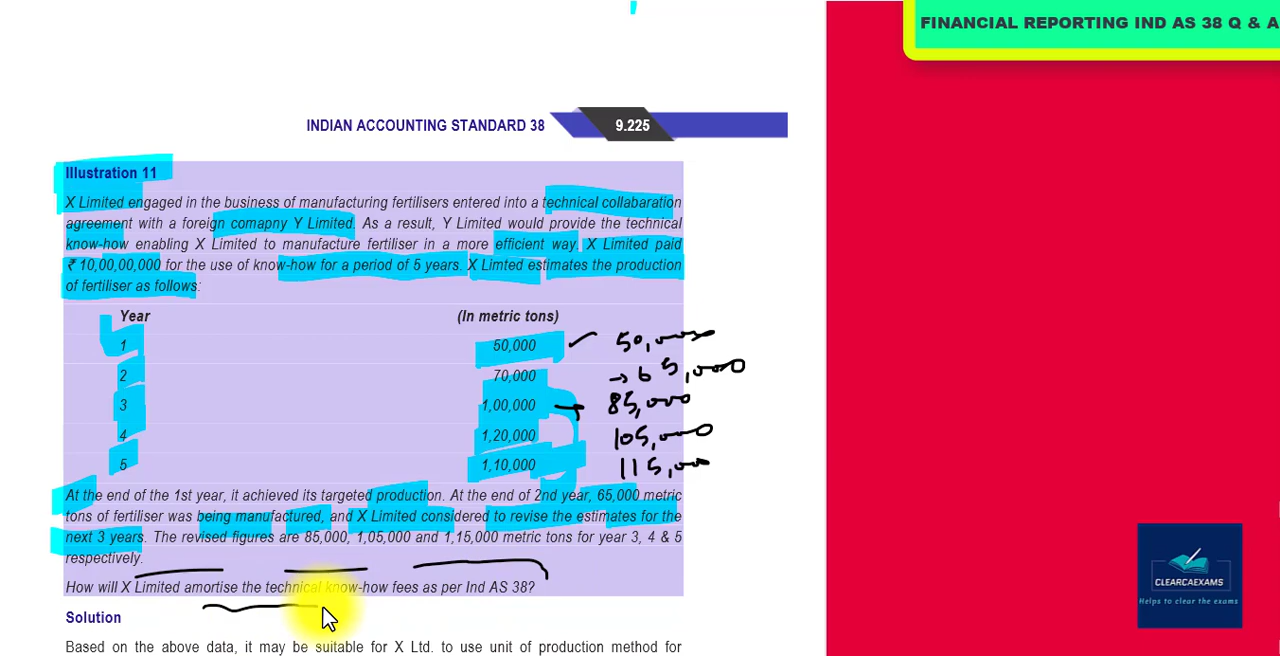 FINANCIAL REPORTING IND AS 38 Q & A
INDIAN ACCOUNTING STANDARD 38 9.225
Illustration 11
X Limited engaged in the business of manufacturing fertilisers entered into a technical collabaration
agreement with a foreign comapny Y Limited. As a result, Y Limited would provide the technical
know-how enabling X Limited to manufacture fertiliser in a more efficient way. X Limited paid
₹ 10,00,00,000 for the use of know-how for a period of 5 years. X Limted estimates the production
of fertiliser as follows:
Year (In metric tons)
1 50,000 50,000
2 70,000 → 65,000
3 1,00,000 85,000
4 1,20,000 105,000
5 1,10,000 115,000
At the end of the 1st year, it achieved its targeted production. At the end of 2nd year, 65,000 metric
tons of fertiliser was being manufactured, and X Limited considered to revise the estimates for the
next 3 years. The revised figures are 85,000, 1,05,000 and 1,15,000 metric tons for year 3, 4 & 5
respectively.
How will X Limited amortise the technical know-how fees as per Ind AS 38?
Solution
Based on the above data, it may be suitable for X Ltd. to use unit of production method for
CLEARCAEXAMS
Helps to clear the exams